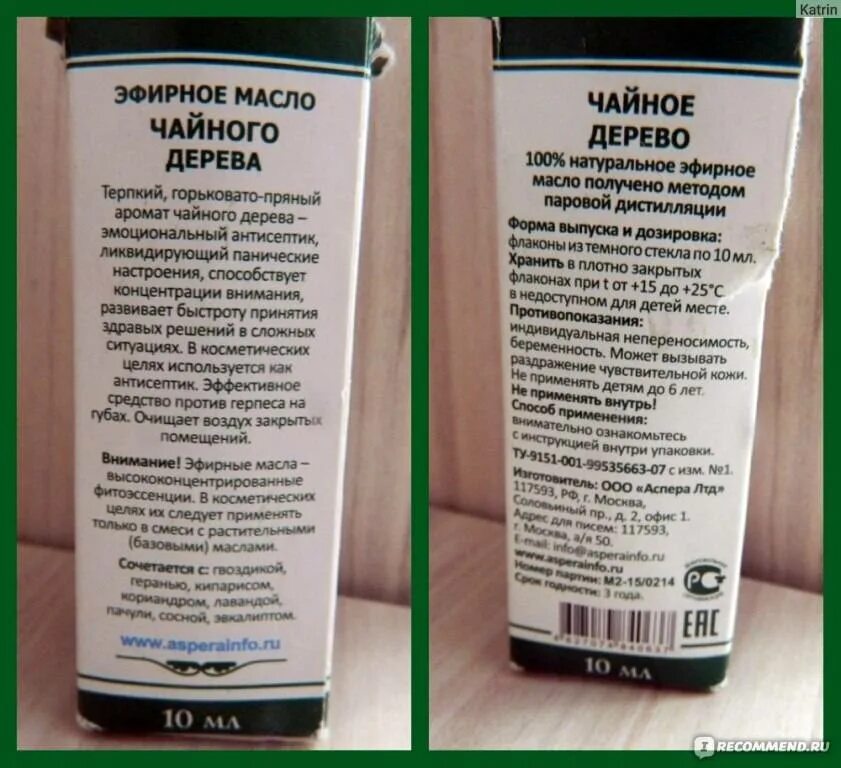 Katrin
ЭФИРНОЕ МАСЛО
ЧАЙНОГО
ДЕРЕВА
Терпкий, горьковато-пряный
аромат чайного дерева –
эмоциональный антисептик,
ликвидирующий панические
настроения, способствует
концентрации внимания,
развивает быстроту принятия
здравых решений в сложных
ситуациях. В косметических
целях используется как
антисептик. Эффективное
средство против герпеса на
губах. Очищает воздух закрытых
помещений.
Внимание! Эфирные масла –
высококонцентрированные
фитоэссенции. В косметических
целях их следует применять
только в смеси с растительными
(базовыми) маслами.
Сочетается с: гвоздикой,
геранью, кипарисом,
кориандром, лавандой,
пачули, сосной, эвкалиптом.
www.asperainfo.ru
10 МЛ
ЧАЙНОЕ
ДЕРЕВО
100% натуральное эфирное
масло получено методом
паровой дистилляции
Форма выпуска и дозировка:
флаконы из темного стекла по 10 мл.
Хранить в плотно закрытых
флаконах при t от +15 до +25°С
в недоступном для детей месте.
Противопоказания:
индивидуальная непереносимость,
беременность. Может вызывать
раздражение чувствительной кожи.
Не применять детям до 6 лет.
Не применять внутрь!
Способ применения:
внимательно ознакомьтесь
с инструкцией внутри упаковки.
ТУ-9151-001-99535663-07 с изм. №1.
Изготовитель: ООО «Аспера Лтд»
117593, РФ, г. Москва,
Соловьиный пр., д. 2, офис 1.
Адрес для писем: 117593,
г. Москва, а/я 50.
E-mail: info@asperainfo.ru
www.asperainfo.ru
Номер партии: М2-15/0214
Срок годности: 3 года.
РСТ
ЕАС
10 МЛ
IRECOMMEND.RU